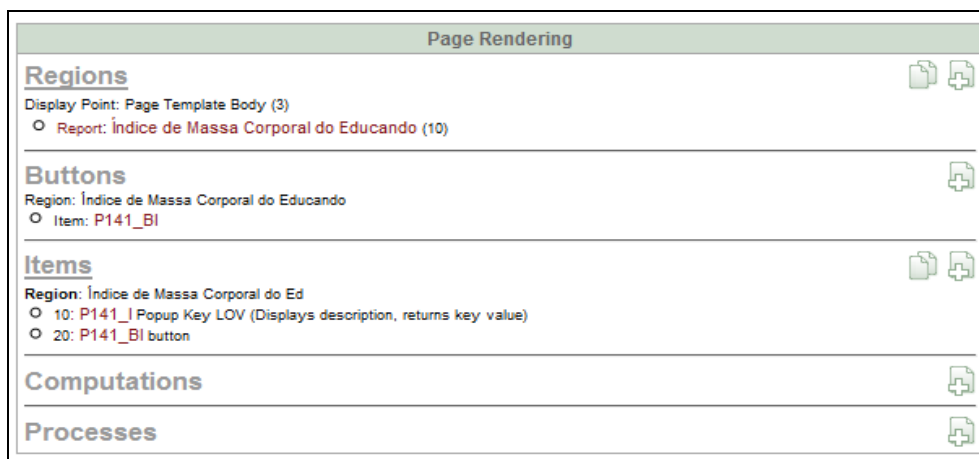 Page Rendering
Regions
Display Point: Page Template Body (3)
Report: Índice de Massa Corporal do Educando (10)
Buttons
Region: Índice de Massa Corporal do Educando
Item: P141_BI
Items
Region: Índice de Massa Corporal do Ed
10: P141_I Popup Key LOV (Displays description, returns key value)
20: P141_BI button
Computations
Processes